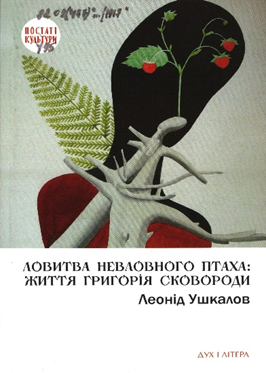 ПОСТАТІ
КУЛЬТУРИ
ЛОВИТВА НЕВЛОВНОГО ПТАХА:
ЖИТТЯ ГРИГОРІЯ СКОВОРОДИ
Леонід Ушкалов
ДУХ І ЛІТЕРА